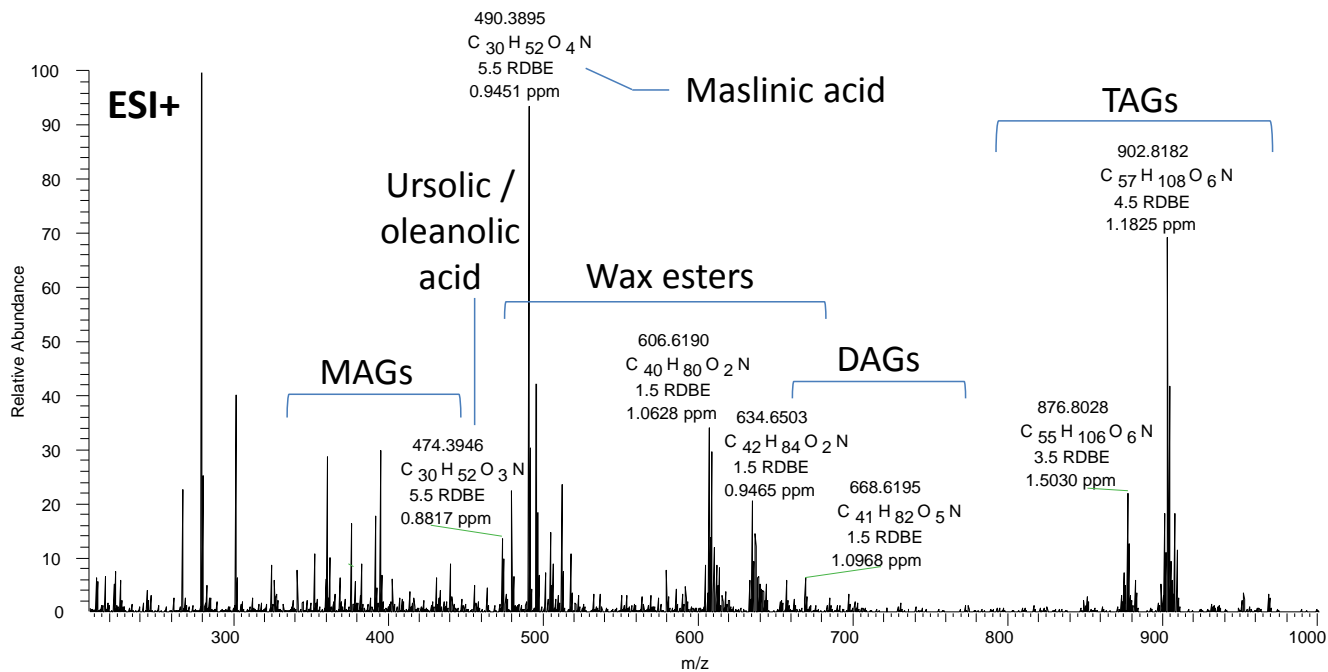 490.3895
C 30 H 52 O 4 N
5.5 RDBE
0.9451 ppm
Maslinic acid
ESI+
TAGs
902.8182
C 57 H 108 O 6 N
4.5 RDBE
1.1825 ppm
Ursolic /
oleanolic
acid
Wax esters
MAGs
606.6190
C 40 H 80 O 2 N
1.5 RDBE
1.0628 ppm
DAGs
634.6503
C 42 H 84 O 2 N
1.5 RDBE
0.9465 ppm
876.8028
C 55 H 106 O 6 N
3.5 RDBE
1.5030 ppm
474.3946
C 30 H 52 O 3 N
5.5 RDBE
0.8817 ppm
668.6195
C 41 H 82 O 5 N
1.5 RDBE
1.0968 ppm
Relative Abundance
100
90
80
70
60
50
40
30
20
10
0
300
400
500
600
700
800
900
1000
m/z